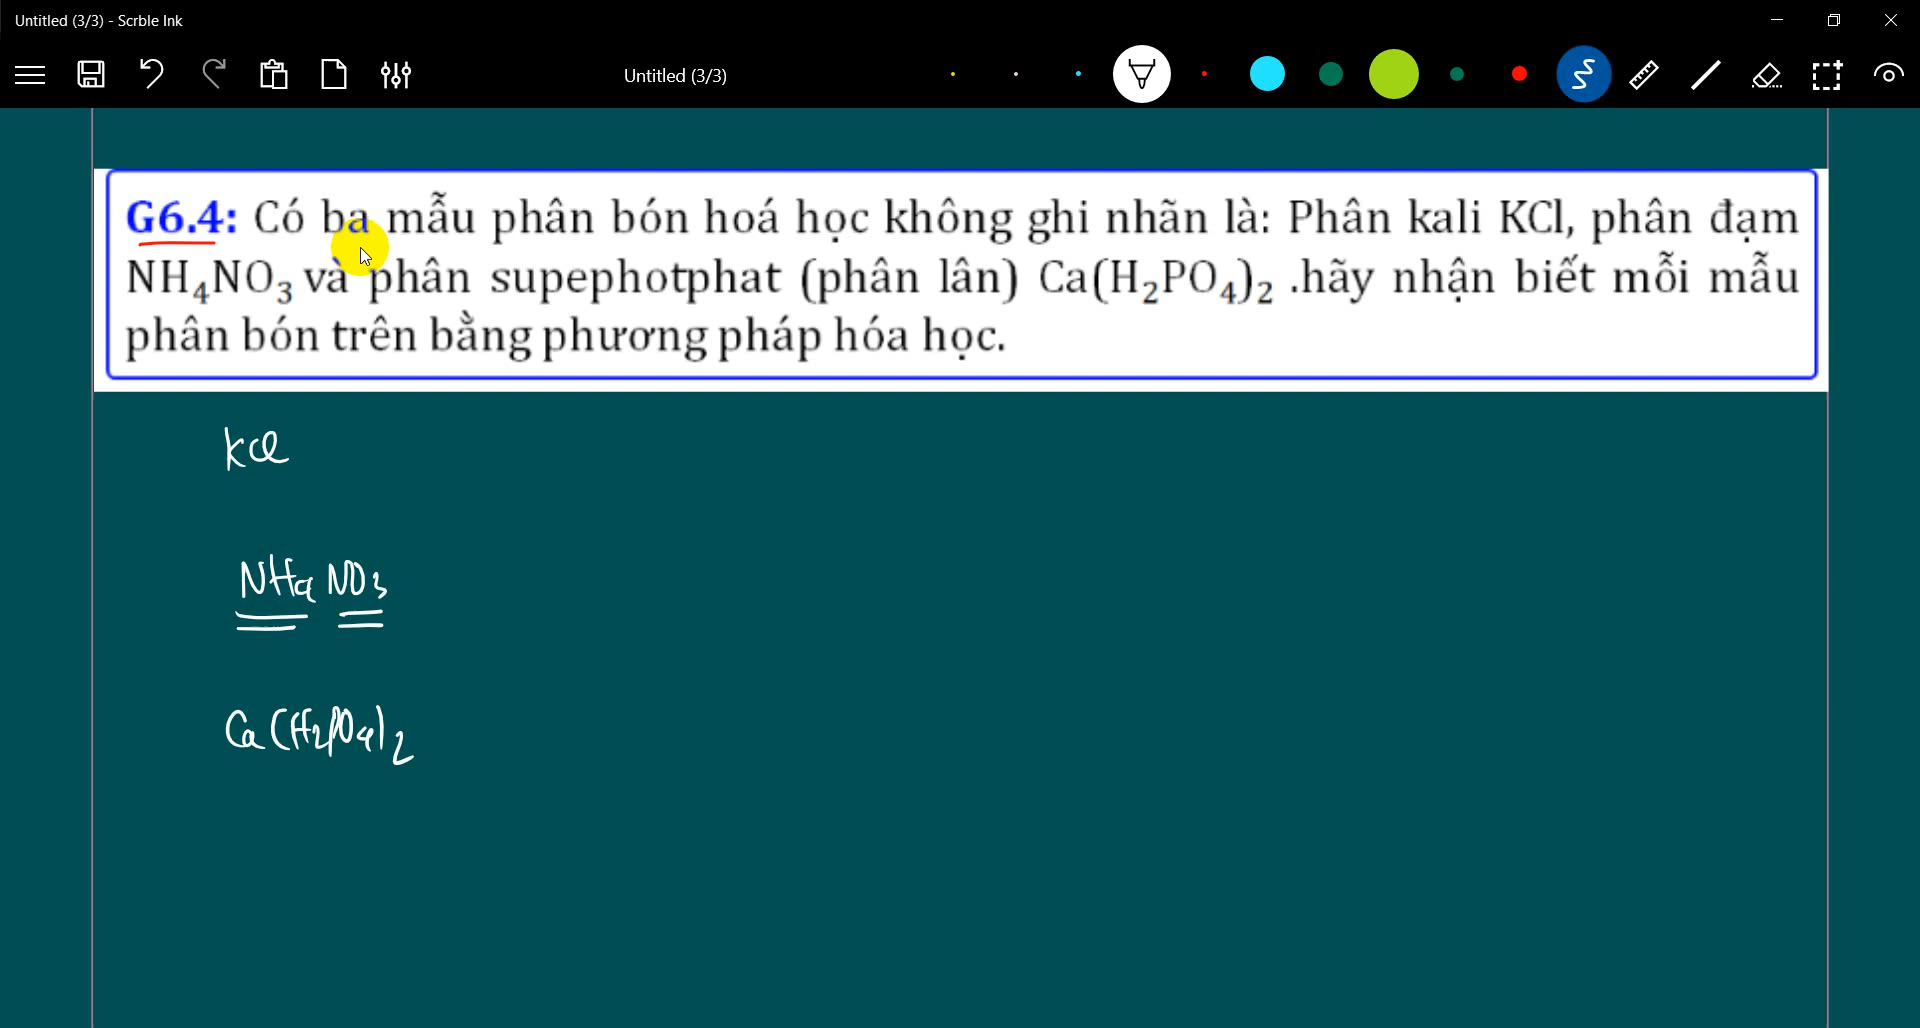 Untitled (3/3) - Scrble Ink
Untitled (3/3)
G6.4: Có ba mẫu phân bón hoá học không ghi nhãn là: Phân kali KCl, phân đạm
NH₄NO₃ và phân supephotphat (phân lân) Ca(H₂PO₄)₂ .hãy nhận biết mỗi mẫu
phân bón trên bằng phương pháp hóa học.
KCl
NH₄NO₃
Ca(H₂PO₄)₂